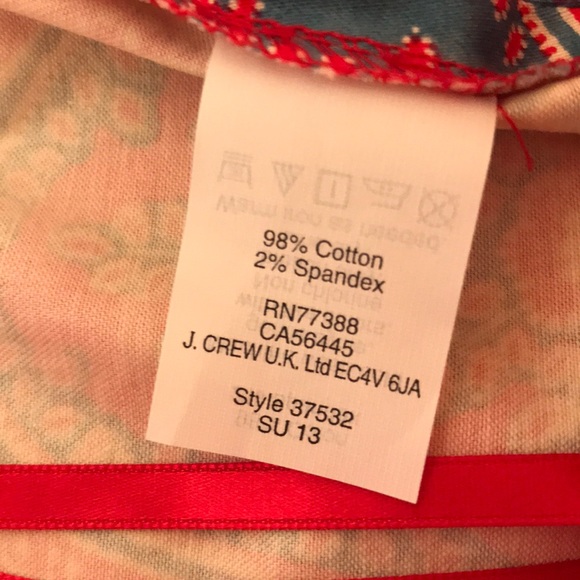 98% Cotton
2% Spandex
RN77388
CA56445
J. CREW U.K. Ltd EC4V 6JA
Style 37532
SU 13